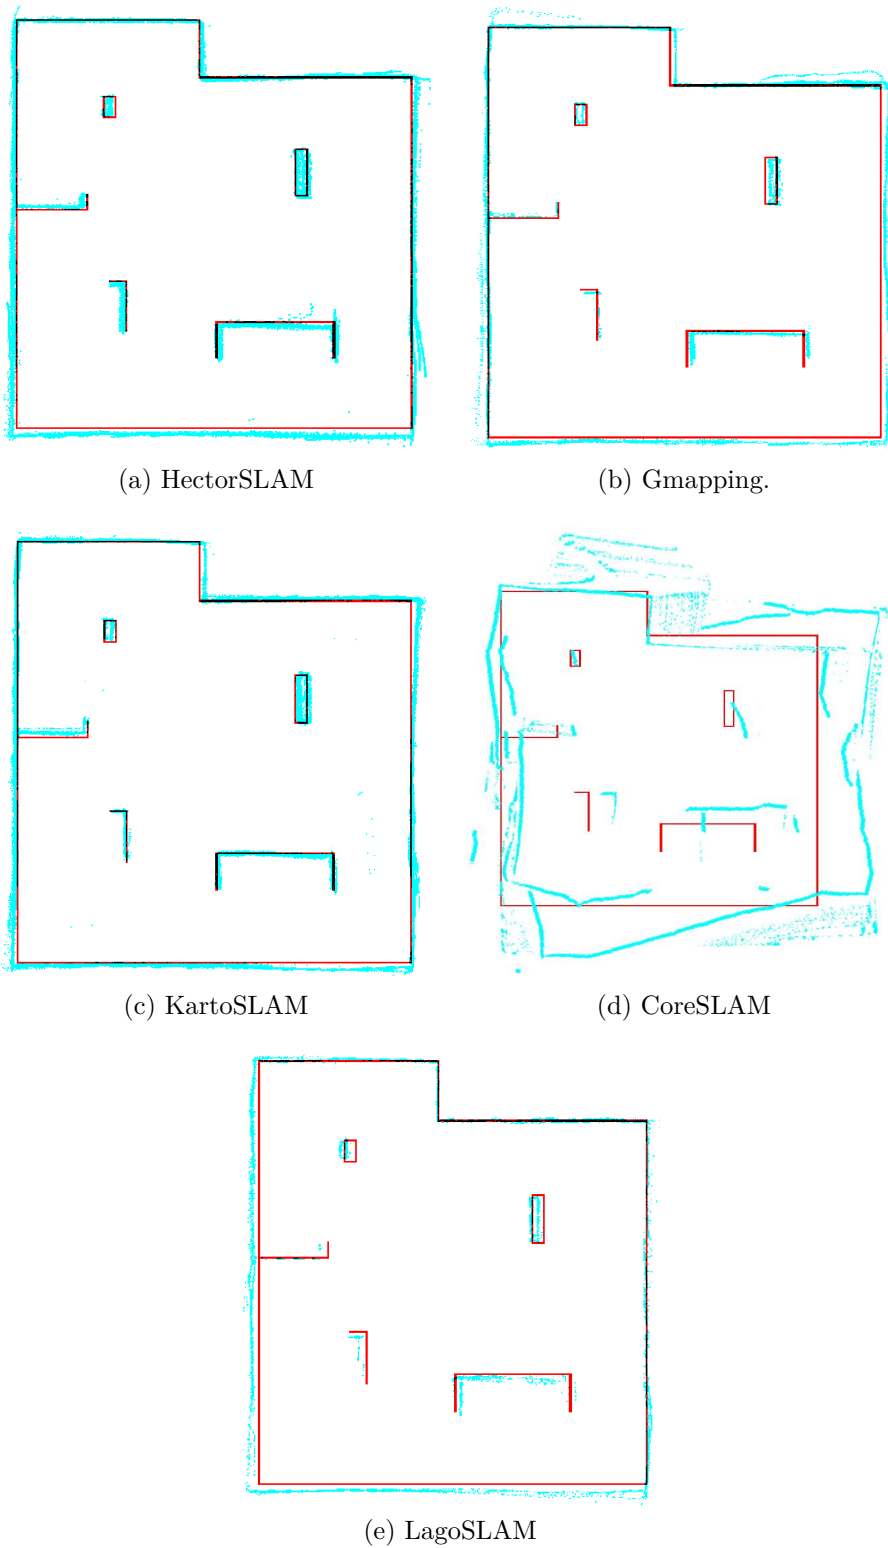 (a) HectorSLAM
(b) Gmapping.
(c) KartoSLAM
(d) CoreSLAM
(e) LagoSLAM